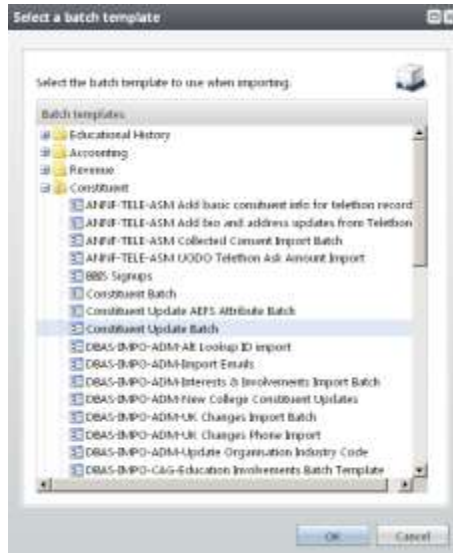 Select a batch template
Select the batch template to use when importing.
Batch templates
Educational History
Accounting
Revenue
Constituent
ANNF-TELE-ASM Add basic constituent info for telethon record
ANNF-TELE-ASM Add bio and address updates from Telethon
ANNF-TELE-ASM Collected Consent Import Batch
ANNF-TELE-ASM UODO Telethon Ask Amount Import
BBIS Signups
Constituent Batch
Constituent Update AEFS Attribute Batch
Constituent Update Batch
DBAS-IMPO-ADM-Alt Lookup ID import
DBAS-IMPO-ADM-Import Emails
DBAS-IMPO-ADM-Interests & Involvements Import Batch
DBAS-IMPO-ADM-New College Constituent Updates
DBAS-IMPO-ADM-UK Changes Import Batch
DBAS-IMPO-ADM-UK Changes Phone Import
DBAS-IMPO-ADM-Update Organisation Industry Code
DBAS-IMPO-CAG-Education Involvements Batch Template
OK Cancel